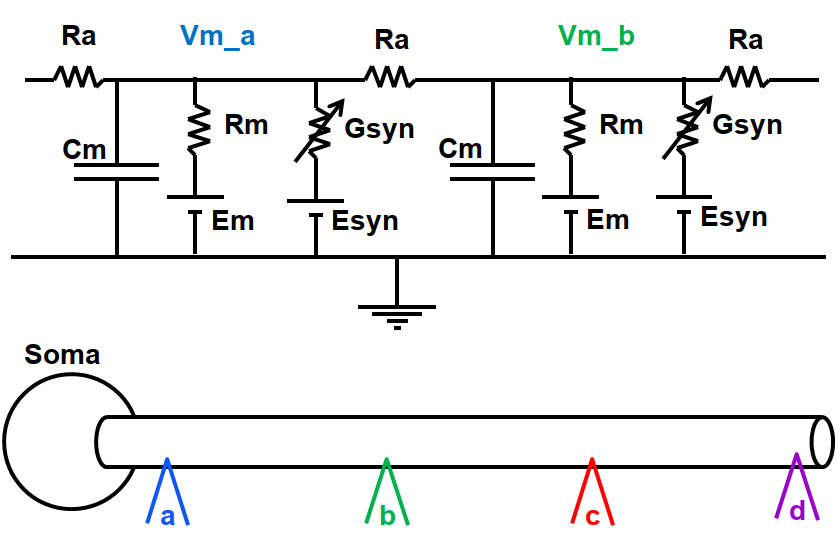 Ra Vm_a Ra Vm_b Ra
Rm Gsyn Rm Gsyn
Cm Cm
Em Esyn Em Esyn
Soma
a b c d